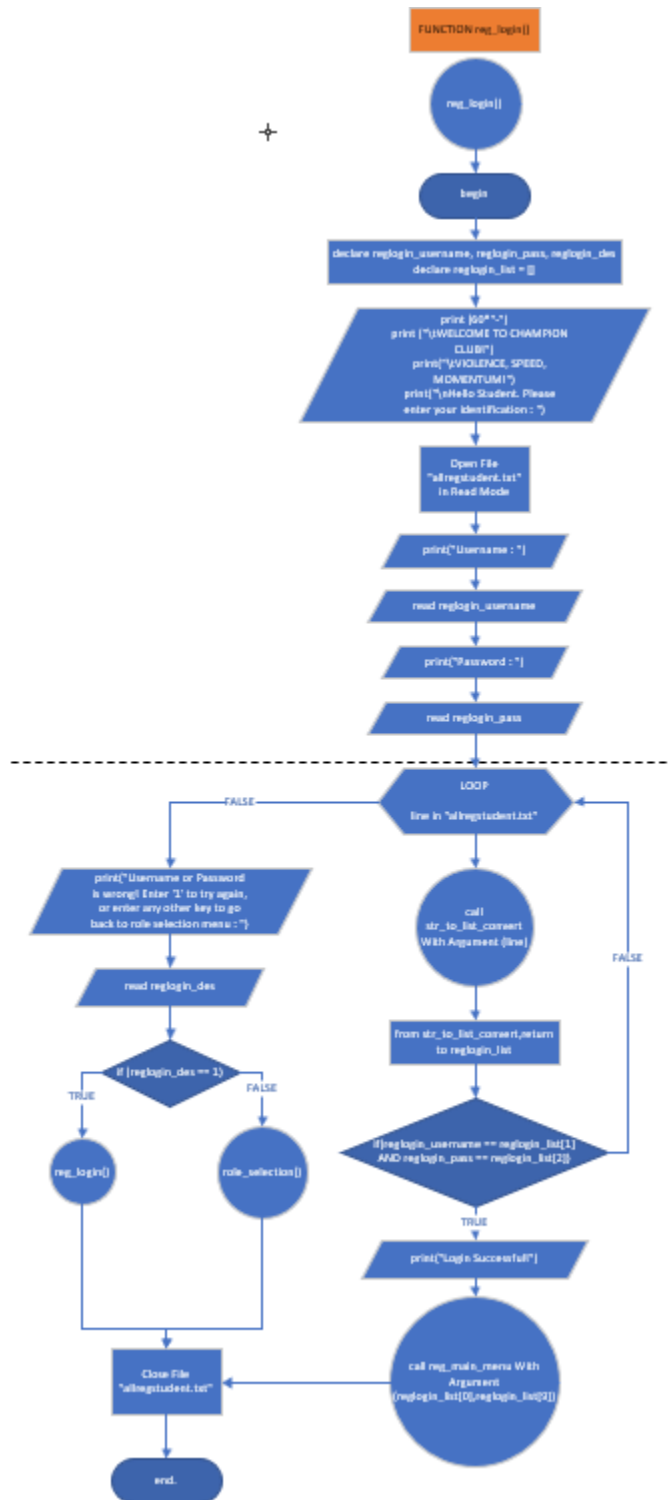 FUNCTION reg_login()
reg_login()
begin
declare reglogin_username, reglogin_pass, reglogin_des
declare reglogin_list = []
print (60*"-")
print ("\t:WELCOME TO CHAMPION
CLUB!")
print("\t:VIOLENCE, SPEED,
MOMENTUM!")
print("\nHello Student. Please
enter your identification : ")
Open File
"allregstudent.txt"
in Read Mode
print("Username : ")
read reglogin_username
print("Password : ")
read reglogin_pass
LOOP
line in "allregstudent.txt"
FALSE
print("Username or Password
is wrong! Enter '1' to try again,
or enter any other key to go
back to role selection menu : ")
call
str_to_list_convert
With Argument (line)
FALSE
read reglogin_des
from str_to_list_convert,return
to reglogin_list
if (reglogin_des == 1)
TRUE
FALSE
if(reglogin_username == reglogin_list[1]
AND reglogin_pass == reglogin_list[2])
reg_login()
role_selection()
TRUE
print("Login Successful!")
call reg_main_menu With
Argument
(reglogin_list[0],reglogin_list[9])
Close File
"allregstudent.txt"
end.